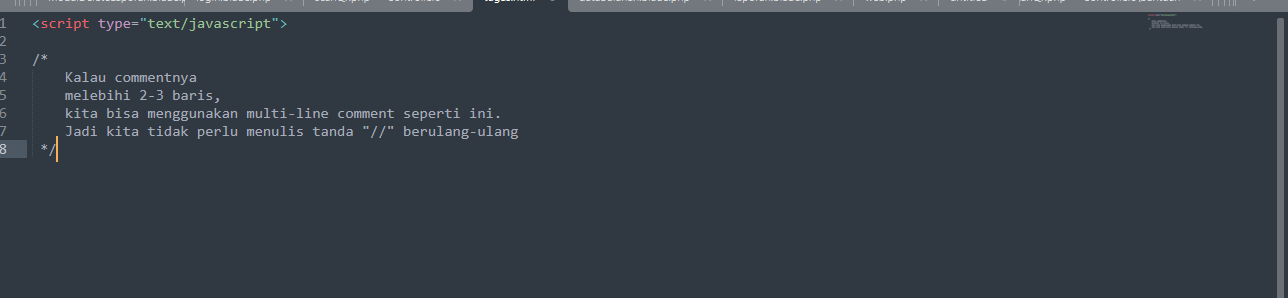 1 <script type="text/javascript">
2
3 /*
4 Kalau commentnya
5 melebihi 2-3 baris,
6 kita bisa menggunakan multi-line comment seperti ini.
7 Jadi kita tidak perlu menulis tanda "//" berulang-ulang
8 */